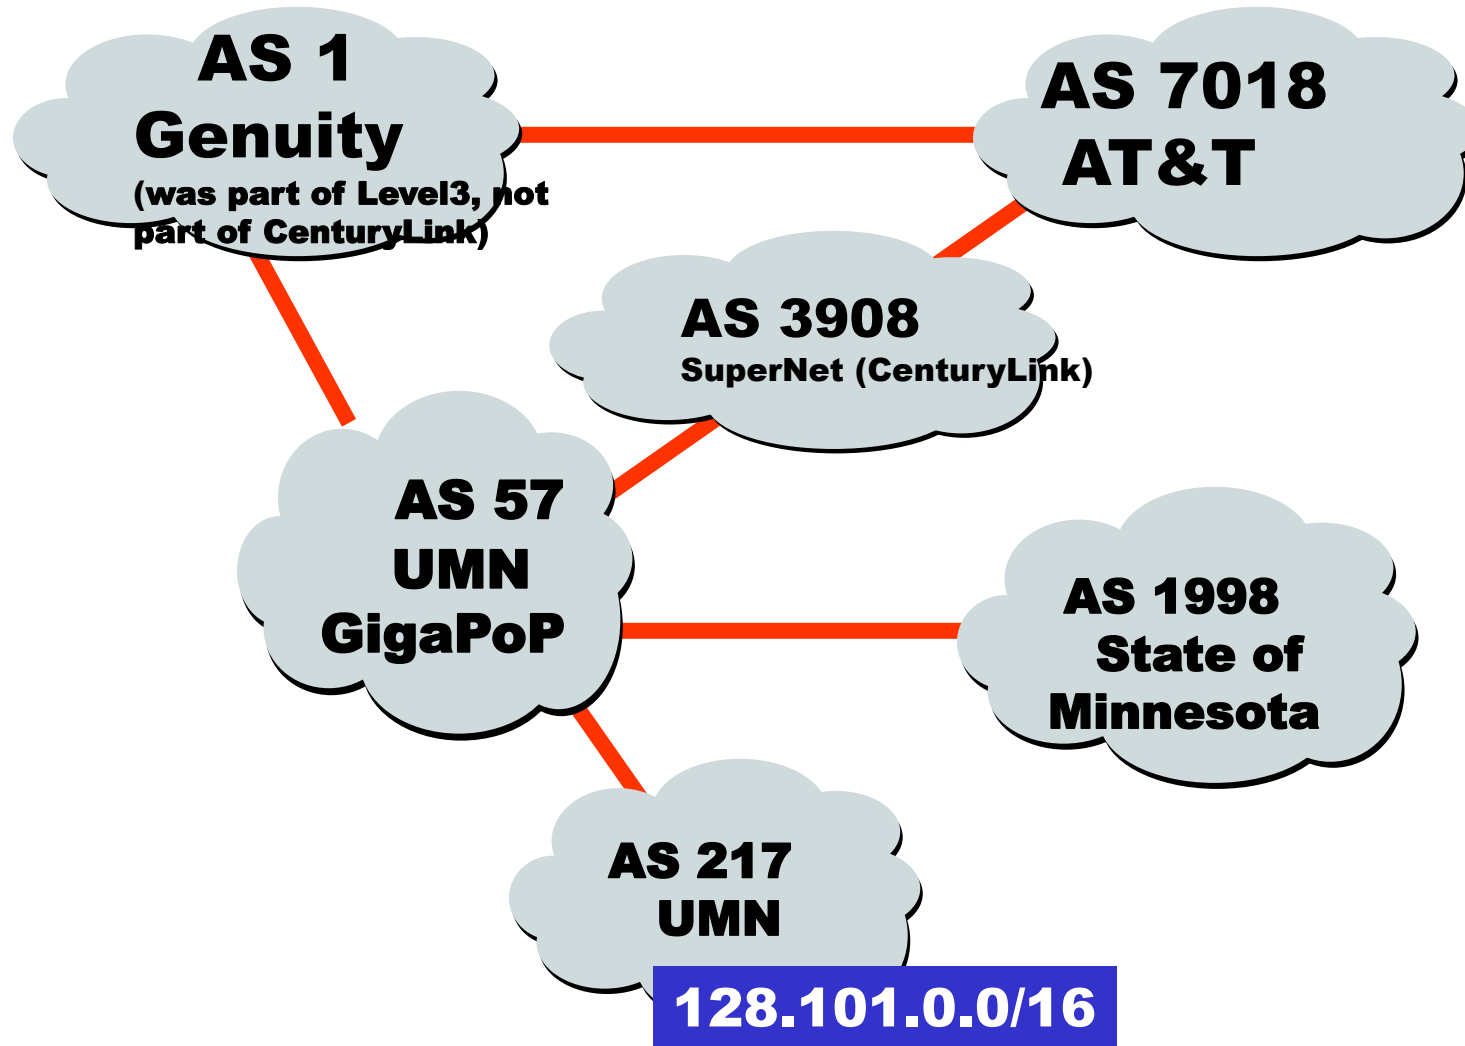 AS 1
Genuity
(was part of Level3, not
part of CenturyLink)
AS 7018
AT&T
AS 3908
SuperNet (CenturyLink)
AS 57
UMN
GigaPoP
AS 1998
State of
Minnesota
AS 217
UMN
128.101.0.0/16